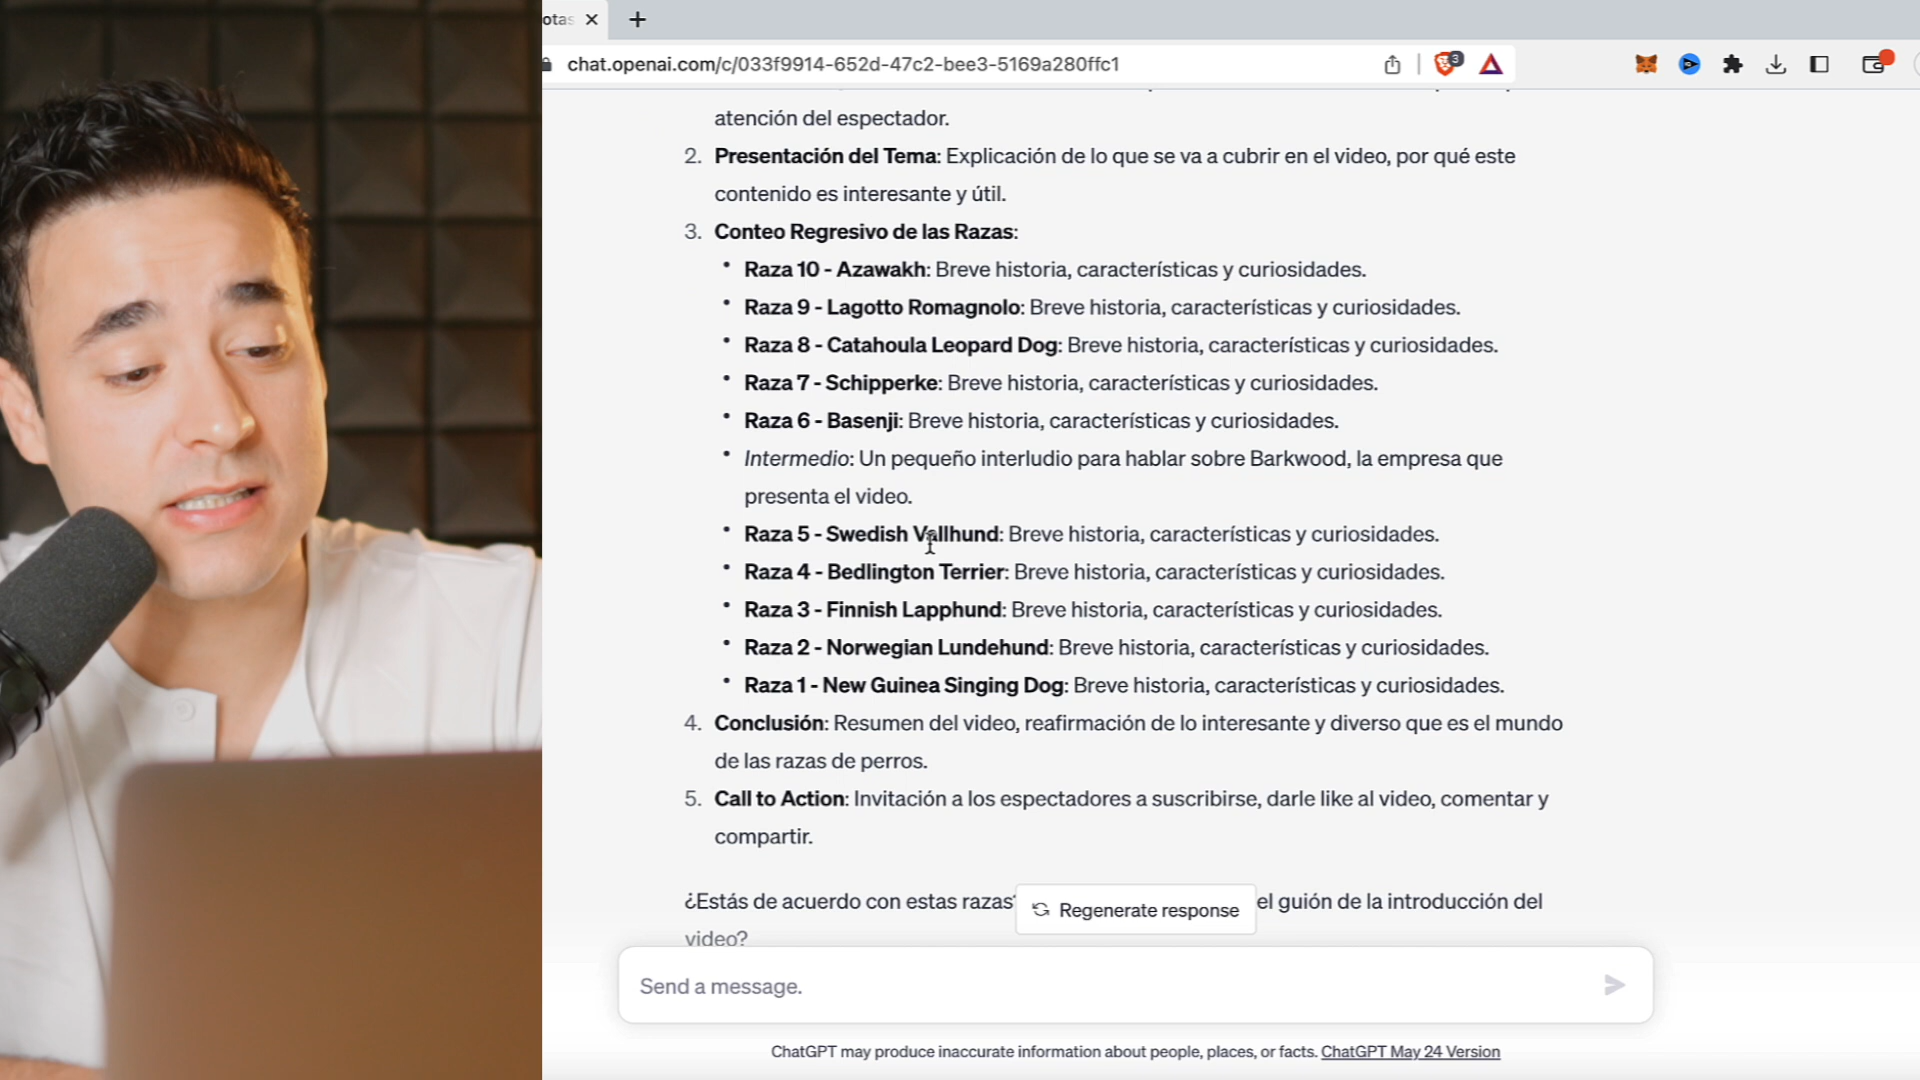 otas
chat.openai.com/c/033f9914-652d-47c2-bee3-5169a280ffc1
3
atención del espectador.
2. Presentación del Tema: Explicación de lo que se va a cubrir en el video, por qué este
contenido es interesante y útil.
3. Conteo Regresivo de las Razas:
• Raza 10 - Azawakh: Breve historia, características y curiosidades.
• Raza 9 - Lagotto Romagnolo: Breve historia, características y curiosidades.
• Raza 8 - Catahoula Leopard Dog: Breve historia, características y curiosidades.
• Raza 7 - Schipperke: Breve historia, características y curiosidades.
• Raza 6 - Basenji: Breve historia, características y curiosidades.
• Intermedio: Un pequeño interludio para hablar sobre Barkwood, la empresa que
presenta el video.
• Raza 5 - Swedish Vallhund: Breve historia, características y curiosidades.
• Raza 4 - Bedlington Terrier: Breve historia, características y curiosidades.
• Raza 3 - Finnish Lapphund: Breve historia, características y curiosidades.
• Raza 2 - Norwegian Lundehund: Breve historia, características y curiosidades.
• Raza 1 - New Guinea Singing Dog: Breve historia, características y curiosidades.
4. Conclusión: Resumen del video, reafirmación de lo interesante y diverso que es el mundo
de las razas de perros.
5. Call to Action: Invitación a los espectadores a suscribirse, darle like al video, comentar y
compartir.
¿Estás de acuerdo con estas razas? el guión de la introducción del
video?
Regenerate response
Send a message.
ChatGPT may produce inaccurate information about people, places, or facts. ChatGPT May 24 Version